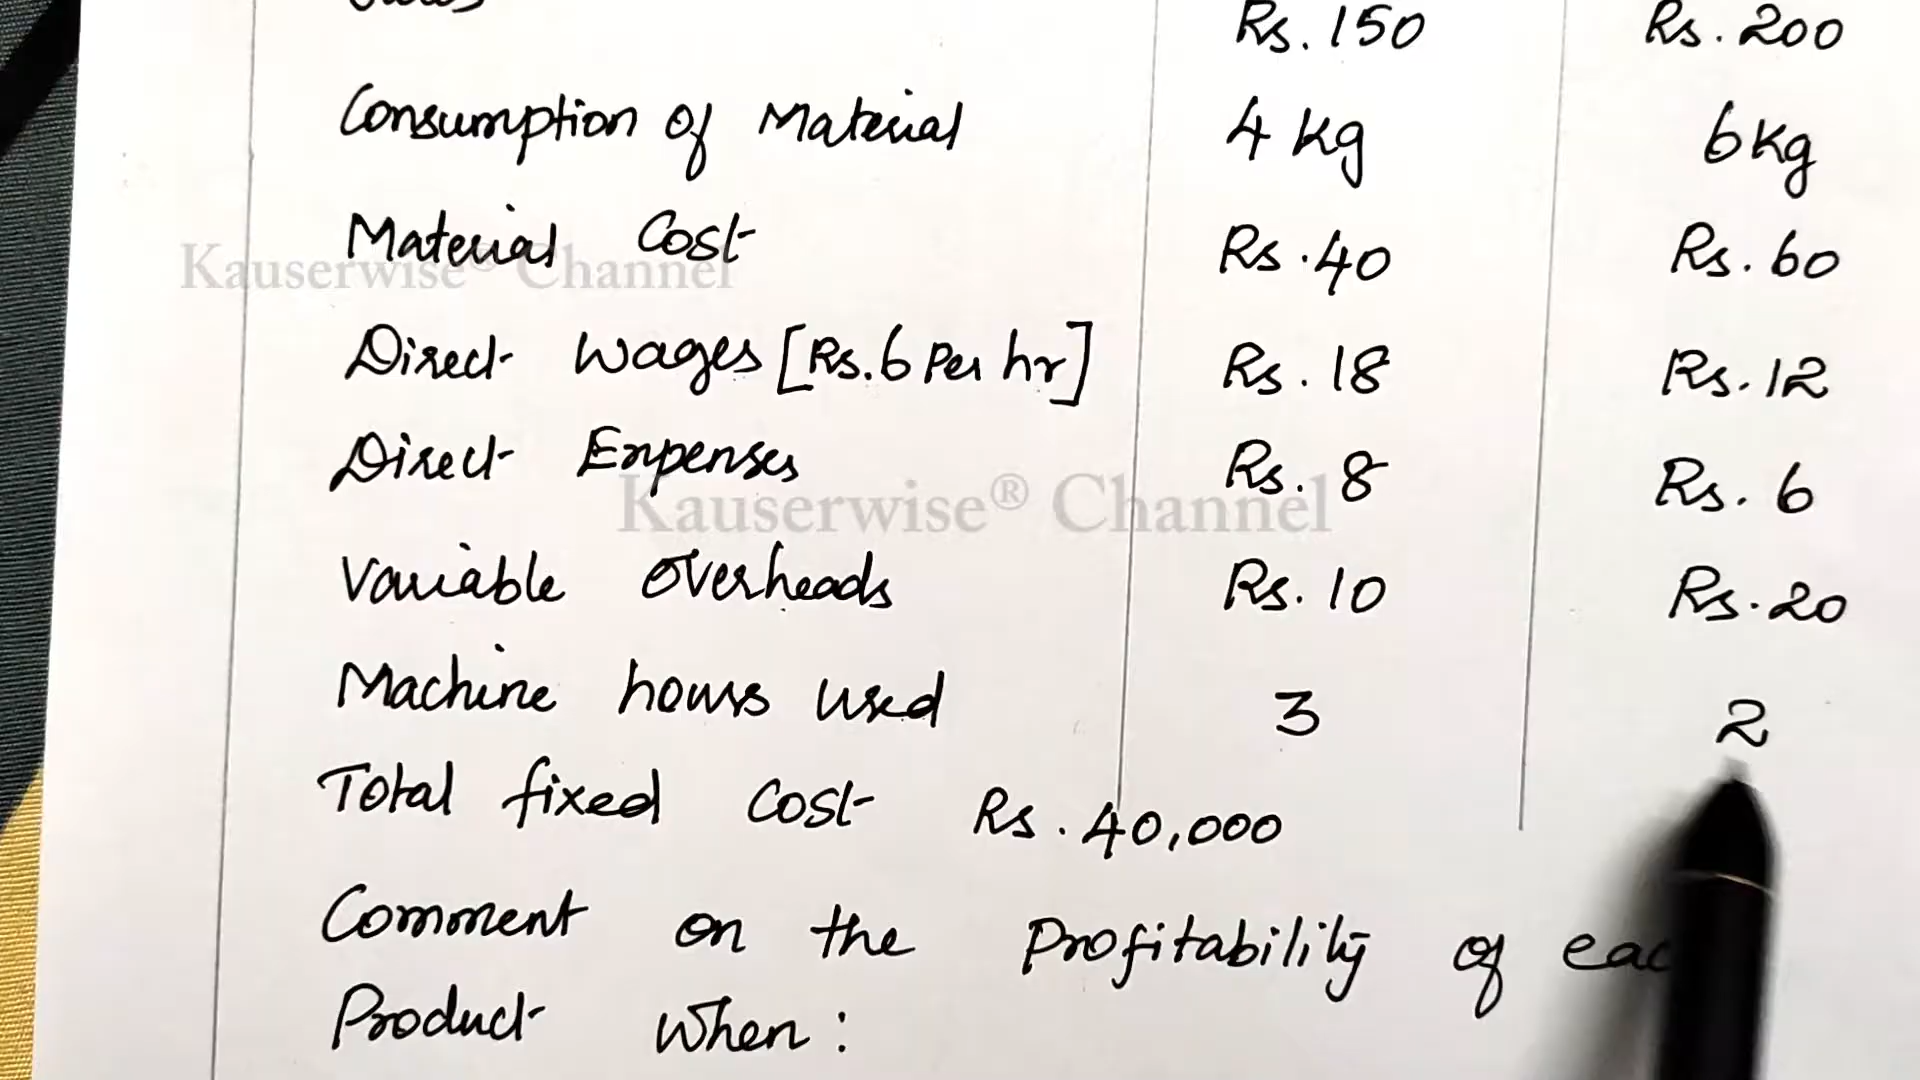 Rs. 150 Rs. 200
Consumption of Material 4 Kg 6 Kg
Material Cost Rs. 40 Rs. 60
Kauserwise® Channel
Direct Wages [Rs. 6 Per hr] Rs. 18 Rs. 12
Direct Expenses Rs. 8 Rs. 6
Kauserwise® Channel
Variable Overheads Rs. 10 Rs. 20
Machine hours used 3 2
Total fixed Cost Rs. 40,000
Comment on the Profitability of
Product When: